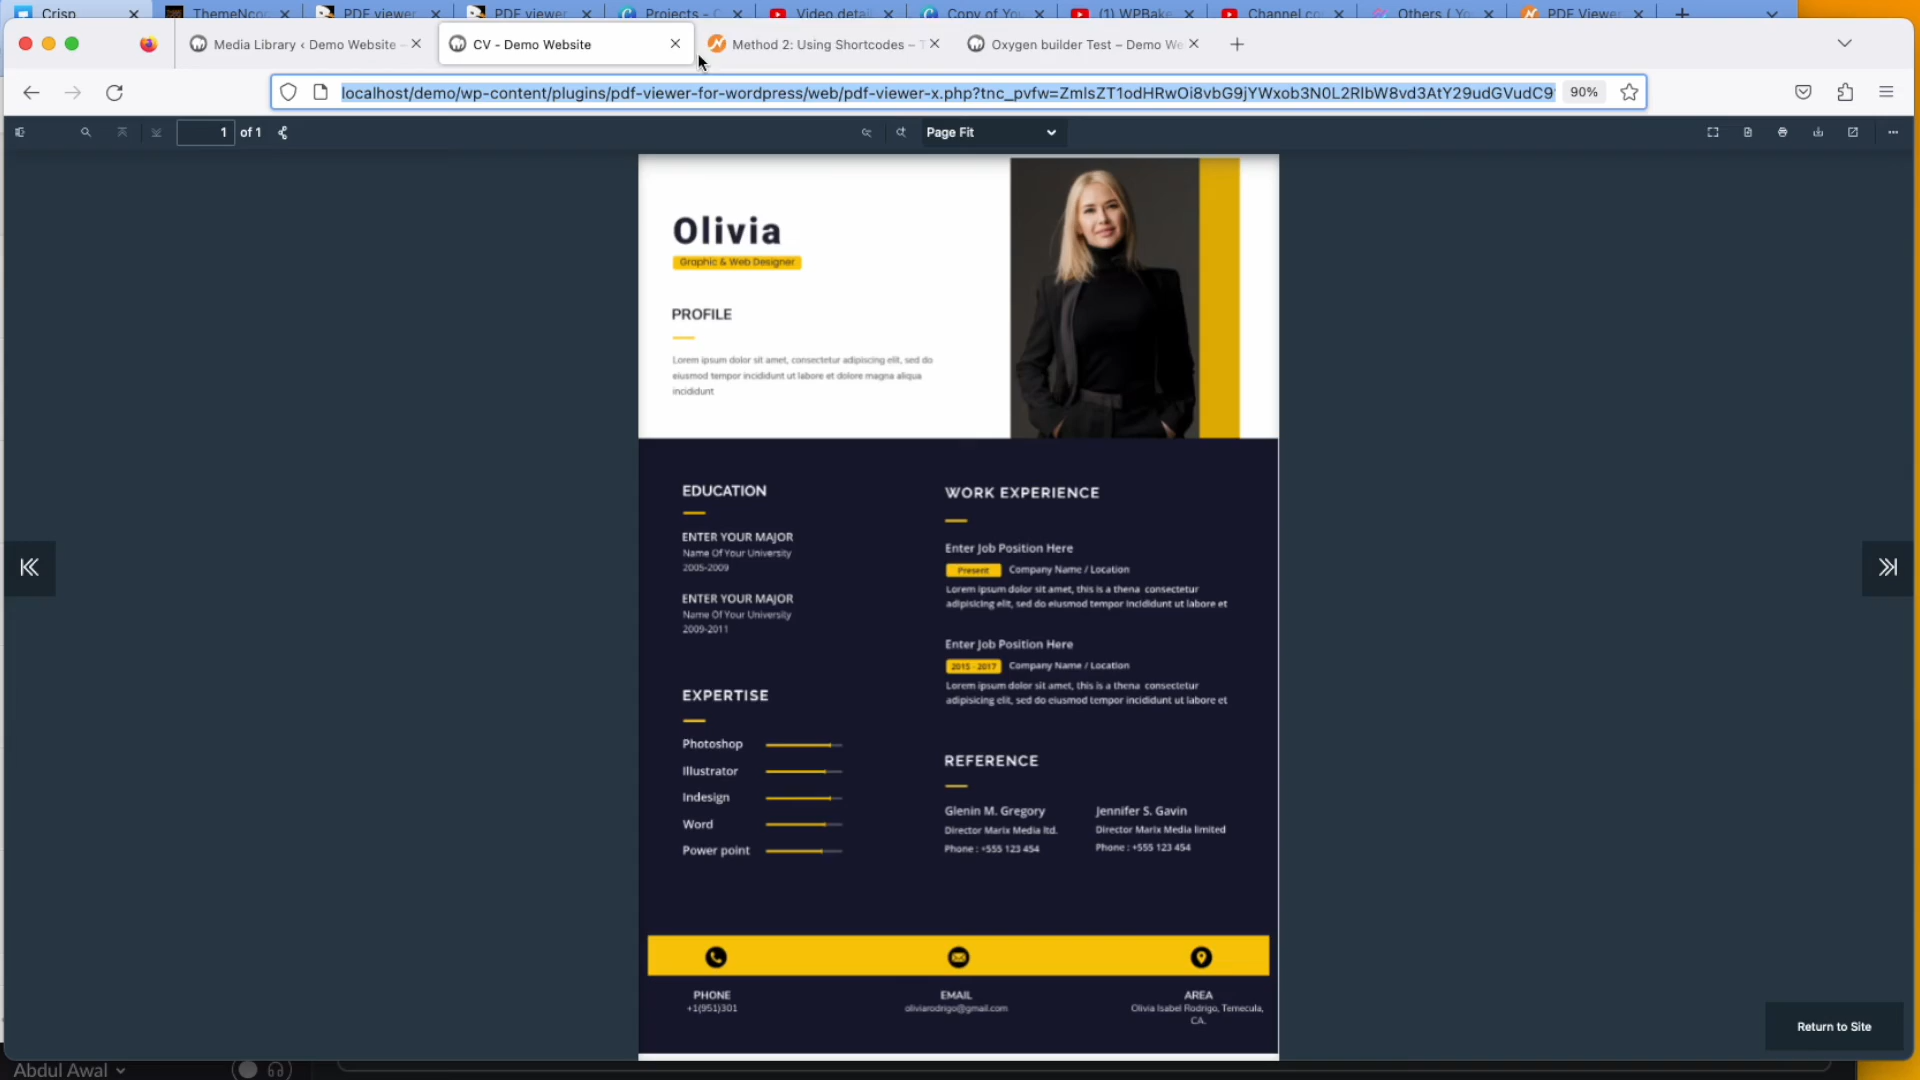 Crisp
ThemeNco
PDF viewer
PDF viewer
Projects - C
Video detai
Copy of Yo
(1) WPBake
Channel co
Others ( Yo
PDF Viewe
Media Library ‹ Demo Website –
CV - Demo Website
Method 2: Using Shortcodes – T
Oxygen builder Test – Demo We
localhost/demo/wp-content/plugins/pdf-viewer-for-wordpress/web/pdf-viewer-x.php?tnc_pvfw=ZmlsZT1odHRwOi8vbG9jYWxob3N0L2RlbW8vd3AtY29udGVudC9
90%
1 of 1
Page Fit
Olivia
Graphic & Web Designer
PROFILE
Lorem ipsum dolor sit amet, consectetur adipiscing elit, sed do
eiusmod tempor incididunt ut labore et dolore magna aliqua
incididunt
EDUCATION
ENTER YOUR MAJOR
Name Of Your University
2005-2009
ENTER YOUR MAJOR
Name Of Your University
2009-2011
EXPERTISE
Photoshop
Illustrator
Indesign
Word
Power point
WORK EXPERIENCE
Enter Job Position Here
Present Company Name / Location
Lorem ipsum dolor sit amet, this is a thena consectetur
adipisicing elit, sed do eiusmod tempor incididunt ut labore et
Enter Job Position Here
2015 - 2017 Company Name / Location
Lorem ipsum dolor sit amet, this is a thena consectetur
adipisicing elit, sed do eiusmod tempor incididunt ut labore et
REFERENCE
Glenin M. Gregory
Director Marix Media ltd.
Phone : +555 123 454
Jennifer S. Gavin
Director Marix Media limited
Phone : +555 123 454
PHONE
+1(951)301
EMAIL
oliviarodrigo@gmail.com
AREA
Olivia Isabel Rodrigo, Temecula,
CA.
Return to Site
Abdul Awal